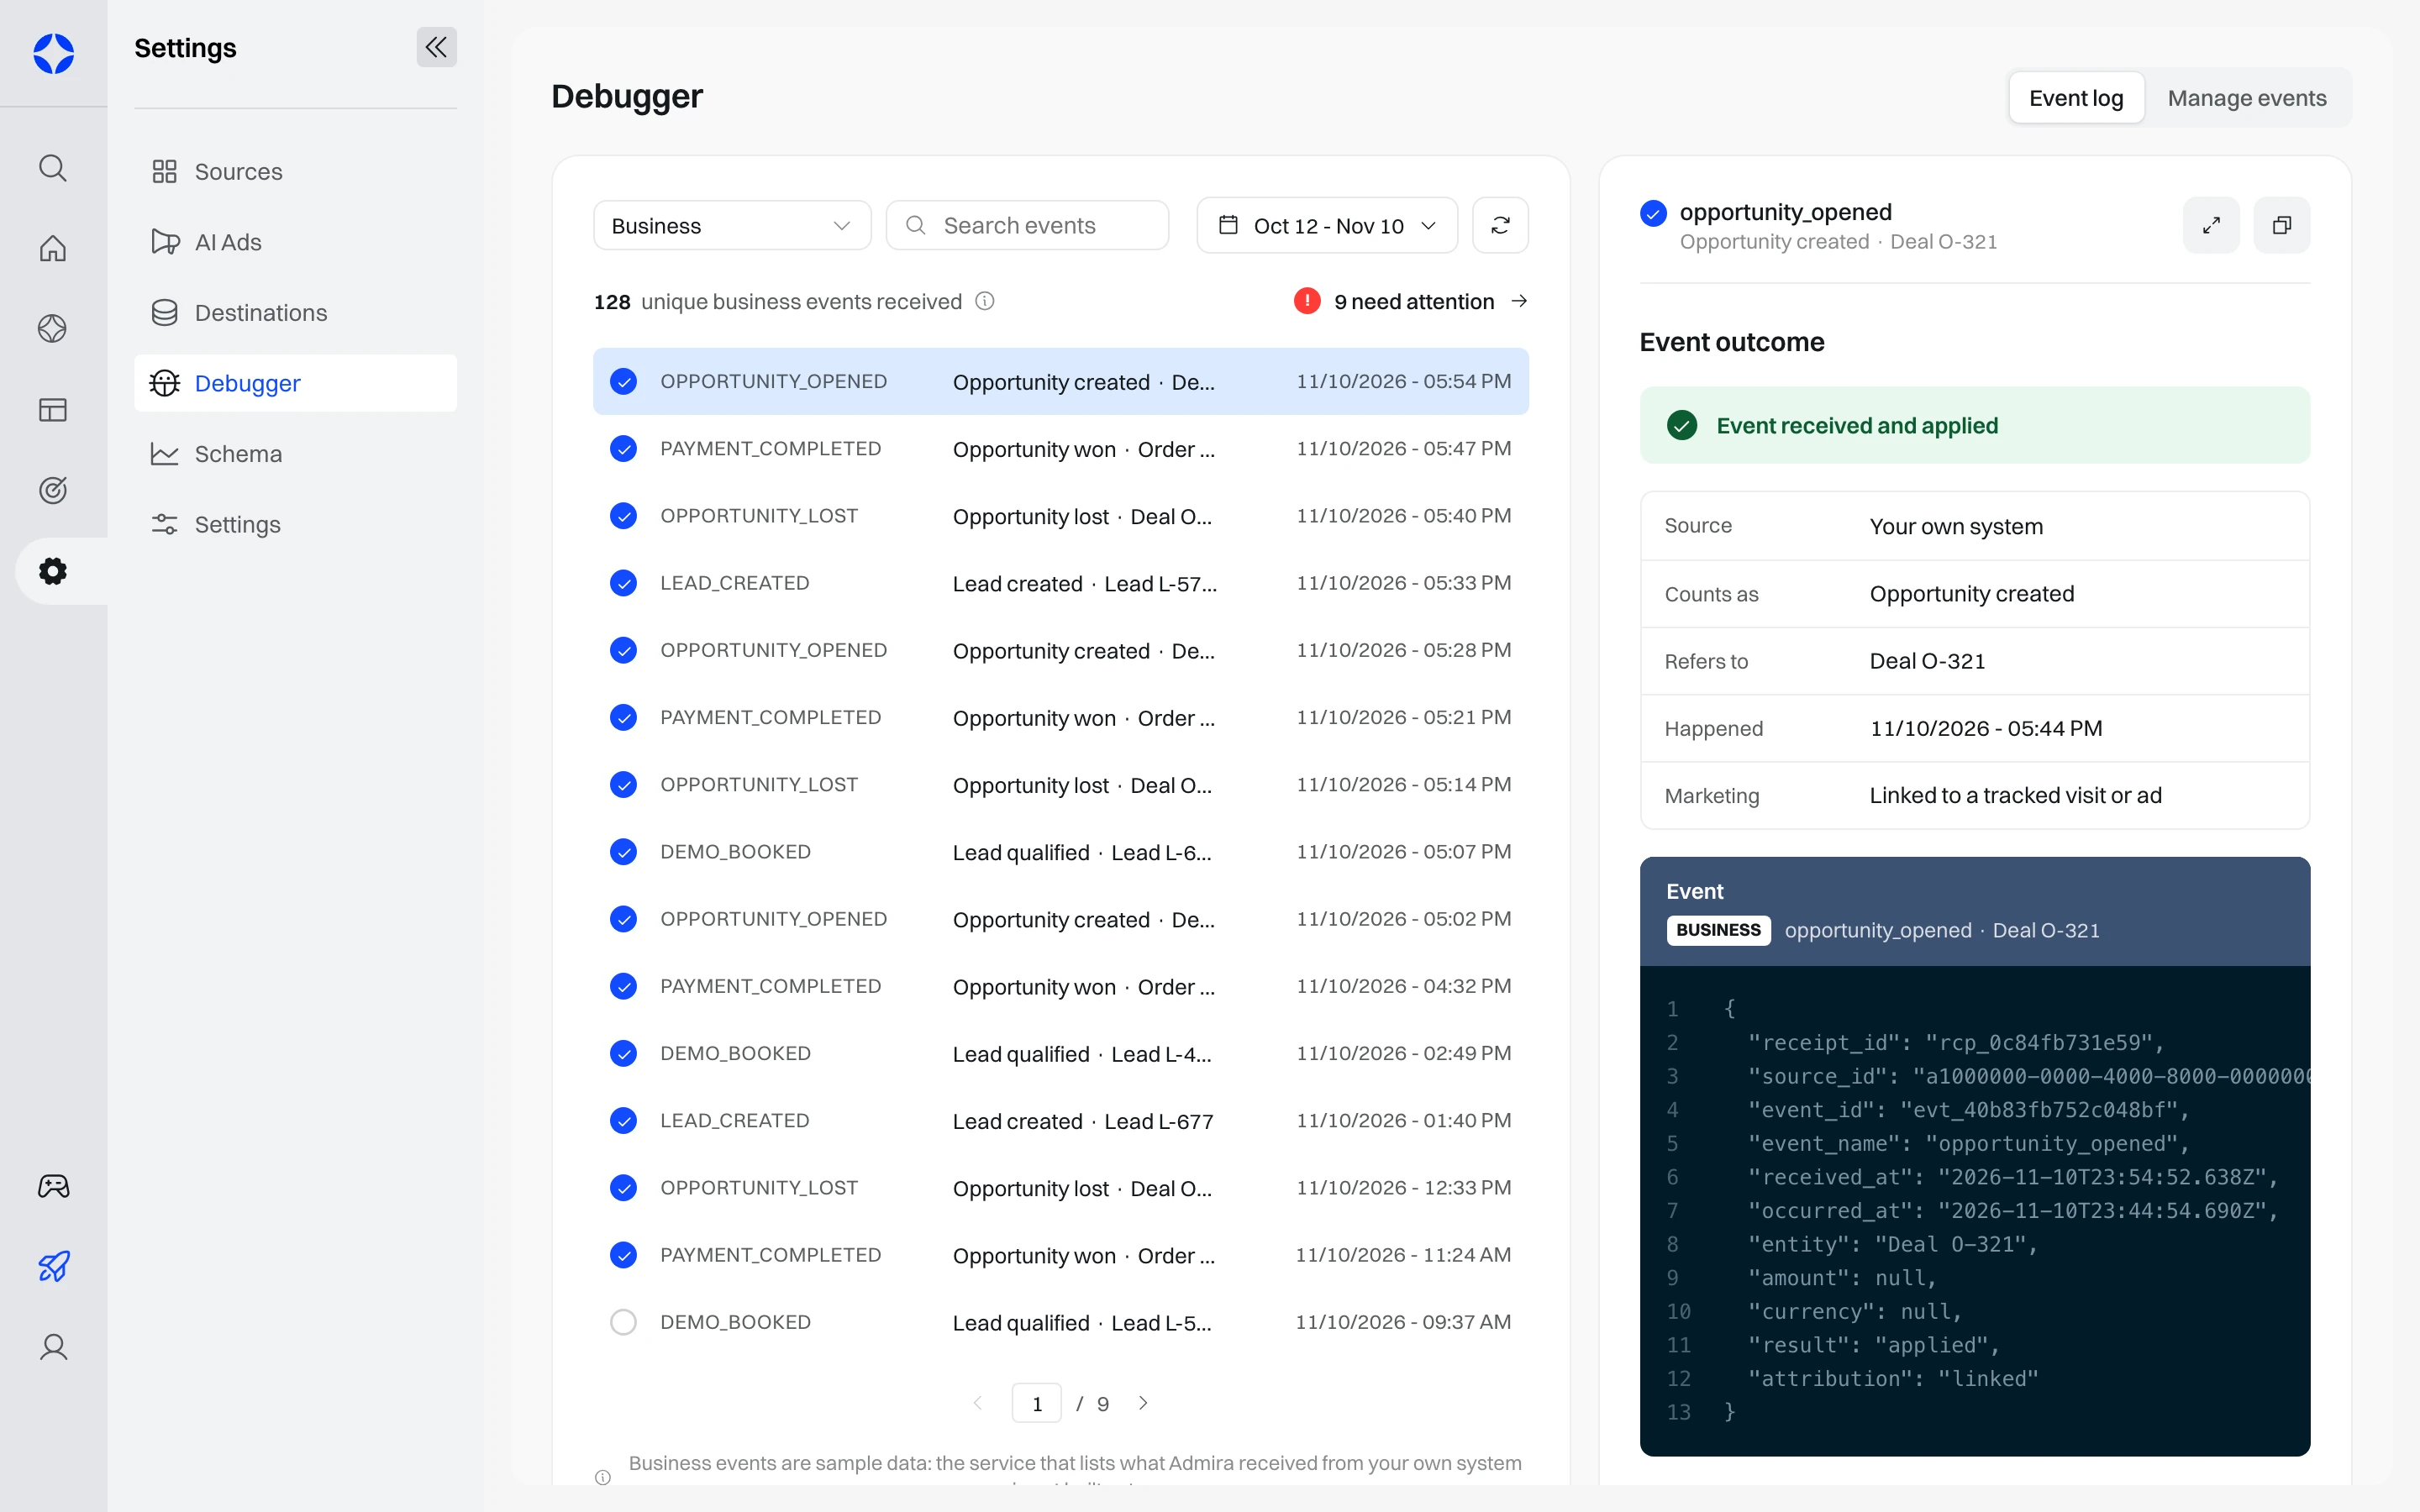 Settings
Sources
AI Ads
Destinations
Debugger
Schema
Settings
Debugger
Event log
Manage events
Business
Search events
Oct 12 - Nov 10
128 unique business events received
9 need attention
OPPORTUNITY_OPENED Opportunity created · De... 11/10/2026 - 05:54 PM
PAYMENT_COMPLETED Opportunity won · Order ... 11/10/2026 - 05:47 PM
OPPORTUNITY_LOST Opportunity lost · Deal O... 11/10/2026 - 05:40 PM
LEAD_CREATED Lead created · Lead L-57... 11/10/2026 - 05:33 PM
OPPORTUNITY_OPENED Opportunity created · De... 11/10/2026 - 05:28 PM
PAYMENT_COMPLETED Opportunity won · Order ... 11/10/2026 - 05:21 PM
OPPORTUNITY_LOST Opportunity lost · Deal O... 11/10/2026 - 05:14 PM
DEMO_BOOKED Lead qualified · Lead L-6... 11/10/2026 - 05:07 PM
OPPORTUNITY_OPENED Opportunity created · De... 11/10/2026 - 05:02 PM
PAYMENT_COMPLETED Opportunity won · Order ... 11/10/2026 - 04:32 PM
DEMO_BOOKED Lead qualified · Lead L-4... 11/10/2026 - 02:49 PM
LEAD_CREATED Lead created · Lead L-677 11/10/2026 - 01:40 PM
OPPORTUNITY_LOST Opportunity lost · Deal O... 11/10/2026 - 12:33 PM
PAYMENT_COMPLETED Opportunity won · Order ... 11/10/2026 - 11:24 AM
DEMO_BOOKED Lead qualified · Lead L-5... 11/10/2026 - 09:37 AM
1 / 9
Business events are sample data: the service that lists what Admira received from your own system
opportunity_opened
Opportunity created · Deal O-321
Event outcome
Event received and applied
Source Your own system
Counts as Opportunity created
Refers to Deal O-321
Happened 11/10/2026 - 05:44 PM
Marketing Linked to a tracked visit or ad
Event
BUSINESS opportunity_opened · Deal O-321
1 {
2 "receipt_id": "rcp_0c84fb731e59",
3 "source_id": "a1000000-0000-4000-8000-0000000
4 "event_id": "evt_40b83fb752c048bf",
5 "event_name": "opportunity_opened",
6 "received_at": "2026-11-10T23:54:52.638Z",
7 "occurred_at": "2026-11-10T23:44:54.690Z",
8 "entity": "Deal O-321",
9 "amount": null,
10 "currency": null,
11 "result": "applied",
12 "attribution": "linked"
13 }